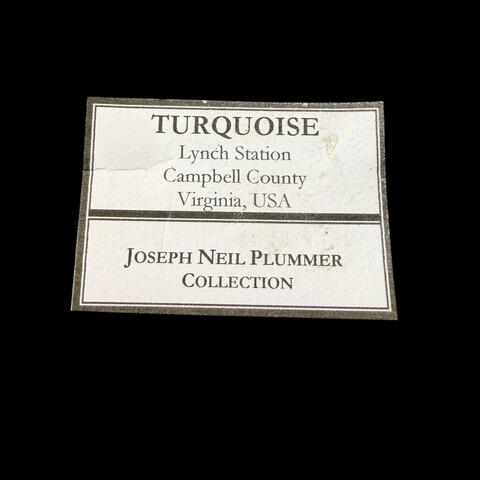 TURQUOISE
Lynch Station
Campbell County
Virginia, USA
JOSEPH NEIL PLUMMER
COLLECTION